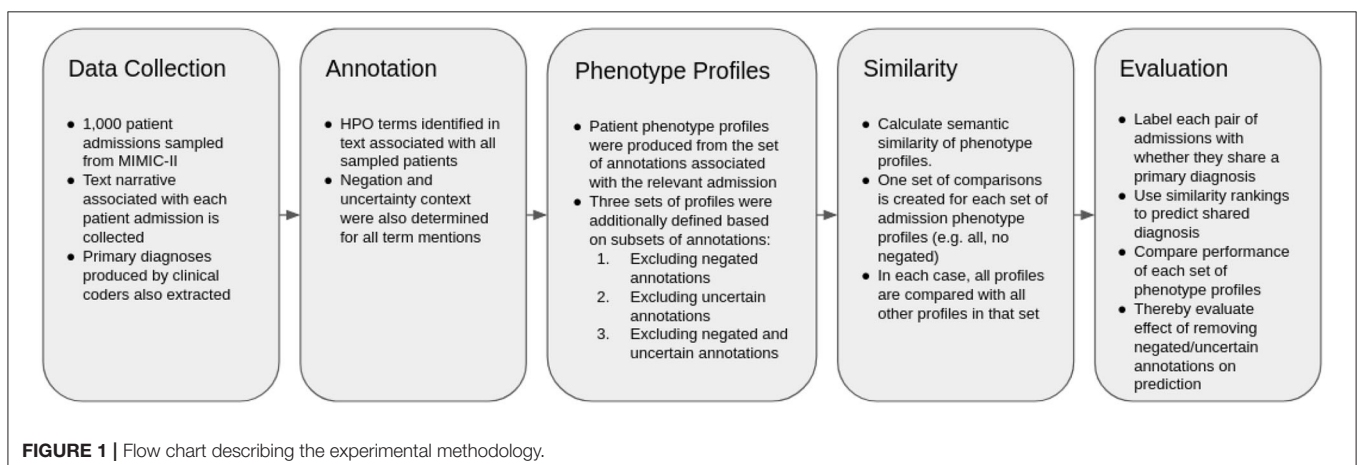 Data Collection
● 1,000 patient
admissions sampled
from MIMIC-II
● Text narrative
associated with each
patient admission is
collected
● Primary diagnoses
produced by clinical
coders also extracted
Annotation
● HPO terms identified in
text associated with all
sampled patients
● Negation and
uncertainty context
were also determined
for all term mentions
Phenotype Profiles
● Patient phenotype profiles
were produced from the set
of annotations associated
with the relevant admission
● Three sets of profiles were
additionally defined based
on subsets of annotations:
1. Excluding negated
annotations
2. Excluding uncertain
annotations
3. Excluding negated and
uncertain annotations
Similarity
● Calculate semantic
similarity of phenotype
profiles.
● One set of comparisons
is created for each set of
admission phenotype
profiles (e.g. all, no
negated)
● In each case, all profiles
are compared with all
other profiles in that set
Evaluation
● Label each pair of
admissions with
whether they share a
primary diagnosis
● Use similarity rankings
to predict shared
diagnosis
● Compare performance
of each set of
phenotype profiles
● Thereby evaluate
effect of removing
negated/uncertain
annotations on
prediction
FIGURE 1 | Flow chart describing the experimental methodology.